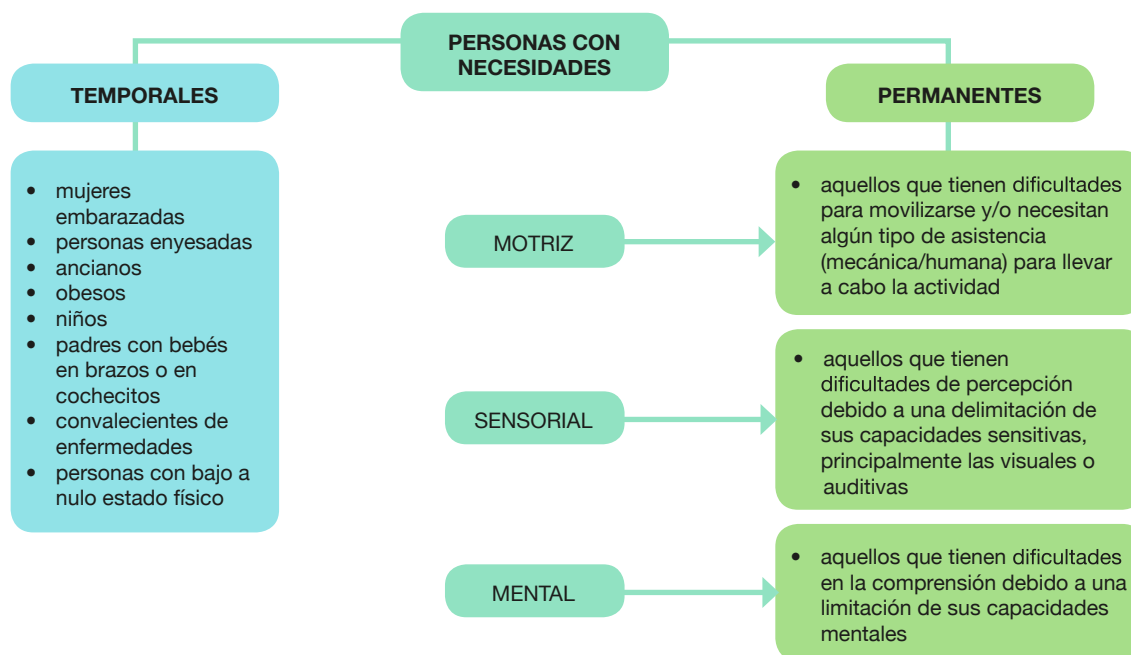 PERSONAS CON
NECESIDADES
TEMPORALES
• mujeres
embarazadas
• personas enyesadas
• ancianos
• obesos
• niños
• padres con bebés
en brazos o en
cochecitos
• convalecientes de
enfermedades
• personas con bajo a
nulo estado físico
PERMANENTES
MOTRIZ
• aquellos que tienen dificultades
para movilizarse y/o necesitan
algún tipo de asistencia
(mecánica/humana) para llevar
a cabo la actividad
SENSORIAL
• aquellos que tienen
dificultades de percepción
debido a una delimitación de
sus capacidades sensitivas,
principalmente las visuales o
auditivas
MENTAL
• aquellos que tienen dificultades
en la comprensión debido a una
limitación de sus capacidades
mentales